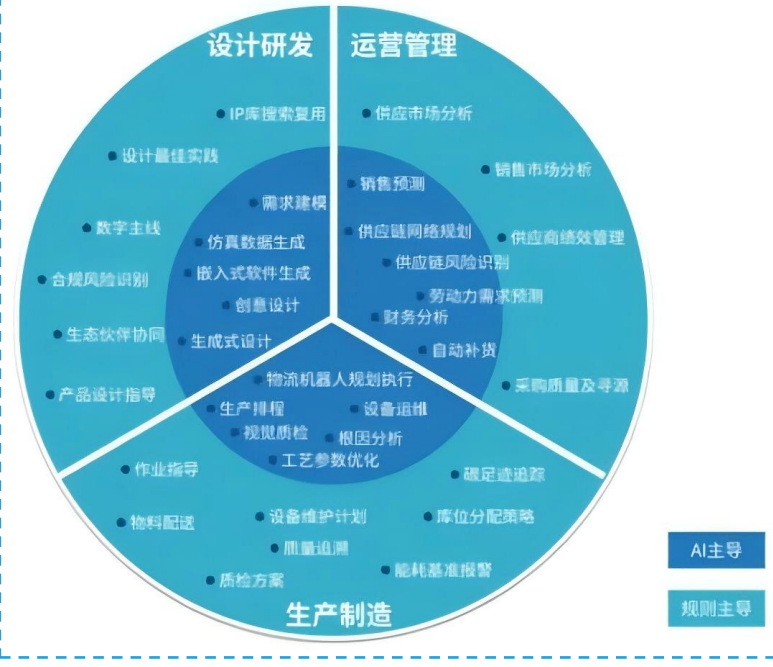 设计研发
IP库搜索复用
设计最佳实践
需求建模
数字主线
仿真数据生成
合规风险识别
嵌入式软件生成
创意设计
生态伙伴协同
生成式设计
产品设计指导
运营管理
供应市场分析
销售市场分析
销售预测
供应链网络规划
供应商绩效管理
供应链风险识别
劳动力需求预测
财务分析
自动补货
采购质量及寻源
物流机器人规划执行
生产排程
设备运维
视觉质检
根因分析
工艺参数优化
作业指导
碳足迹追踪
物料配送
设备维护计划
库位分配策略
质量追溯
能耗基准报警
质检方案
生产制造
AI主导
规则主导